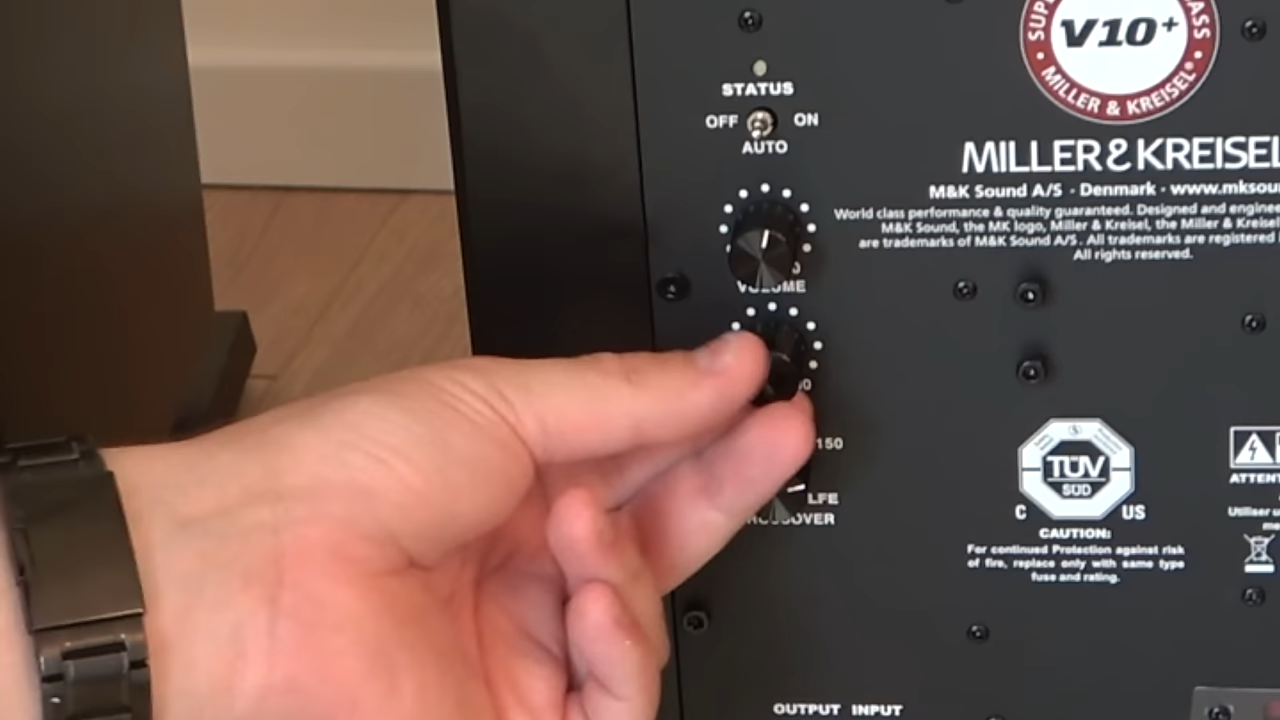 V10+
MILLER & KREISEL
STATUS
OFF ON
AUTO
MILLER & KREISEL
M&K Sound A/S · Denmark · www.mksou
World class performance & quality guaranteed. Designed and enginee
M&K Sound, the MK logo, Miller & Kreisel, the Miller & Kreisel
are trademarks of M&K Sound A/S. All trademarks are registered
All rights reserved.
VOLUME
150
LFE
TÜV
SÜD
C US
ATTENT
CAUTION:
For continued Protection against risk
of fire, replace only with same type
fuse and rating.
Utiliser u
OUTPUT INPUT